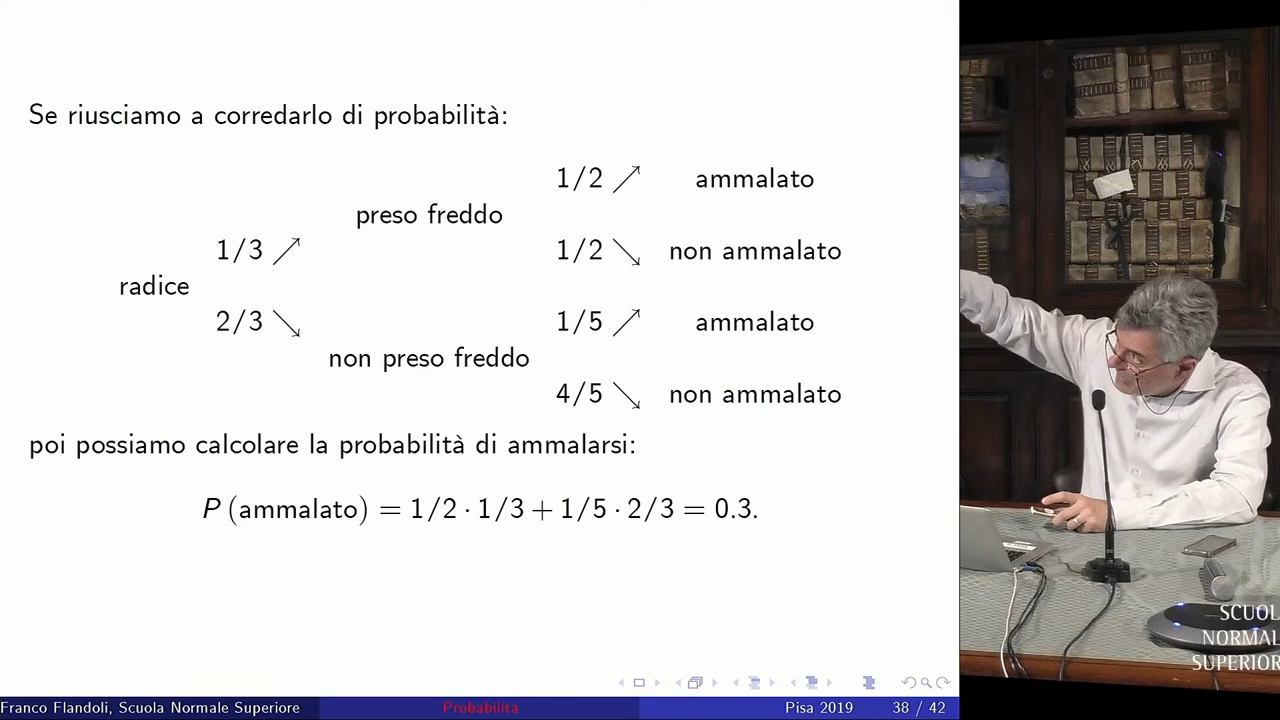 Se riusciamo a corredarlo di probabilità:
1/2 ↗ ammalato
preso freddo
1/3 ↗ 1/2 ↘ non ammalato
radice
2/3 ↘ 1/5 ↗ ammalato
non preso freddo
4/5 ↘ non ammalato
poi possiamo calcolare la probabilità di ammalarsi:
P (ammalato) = 1/2 · 1/3 + 1/5 · 2/3 = 0.3.
SCUOL
NORMAL
SUPERIOR
Franco Flandoli, Scuola Normale Superiore Probabilità Pisa 2019 38 / 42